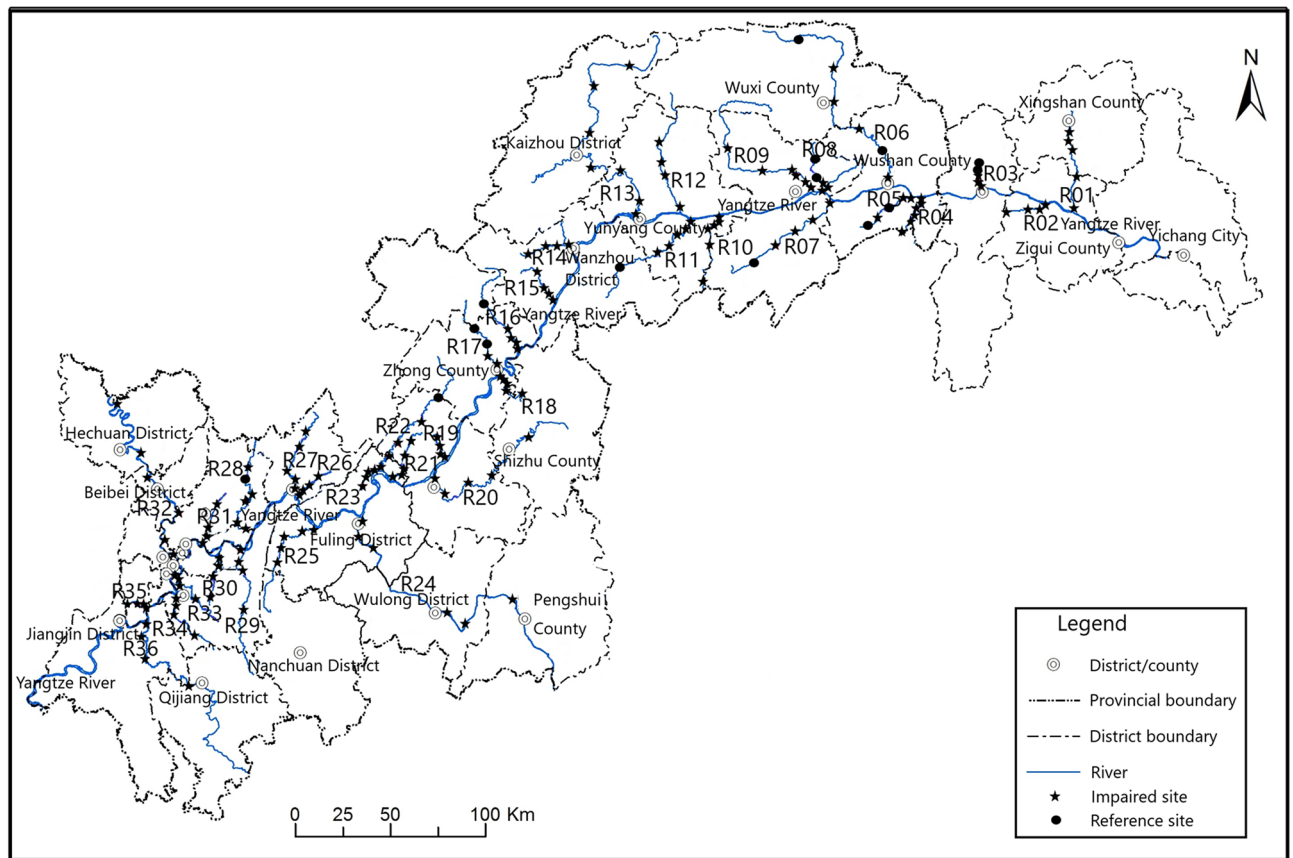 N
Wuxi County
Xingshan County
Kaizhou District
R06
R08
R09
Wushan County
R03
R12
R13
R05
R01
Yangtze River
R04
R02
Yangtze River
Yunyang County
Yichang City
R07
R10
Zigui County
R11
R14
Wanzhou
District
R15
Yangtze River
R16
R17
Zhong County
R18
R22
R19
Hechuan District
R27
R26
R21
Shizhu County
R28
Beibei District
R23
R20
R32
R31
Yangtze River
Fuling District
R25
R24
R35
R30
Wulong District
Pengshui
County
R33
R29
Jiangjin District
R34
R36
Nanchuan District
Yangtze River
Qijiang District
Legend
District/county
Provincial boundary
District boundary
River
Impaired site
Reference site
0 25 50 100 Km